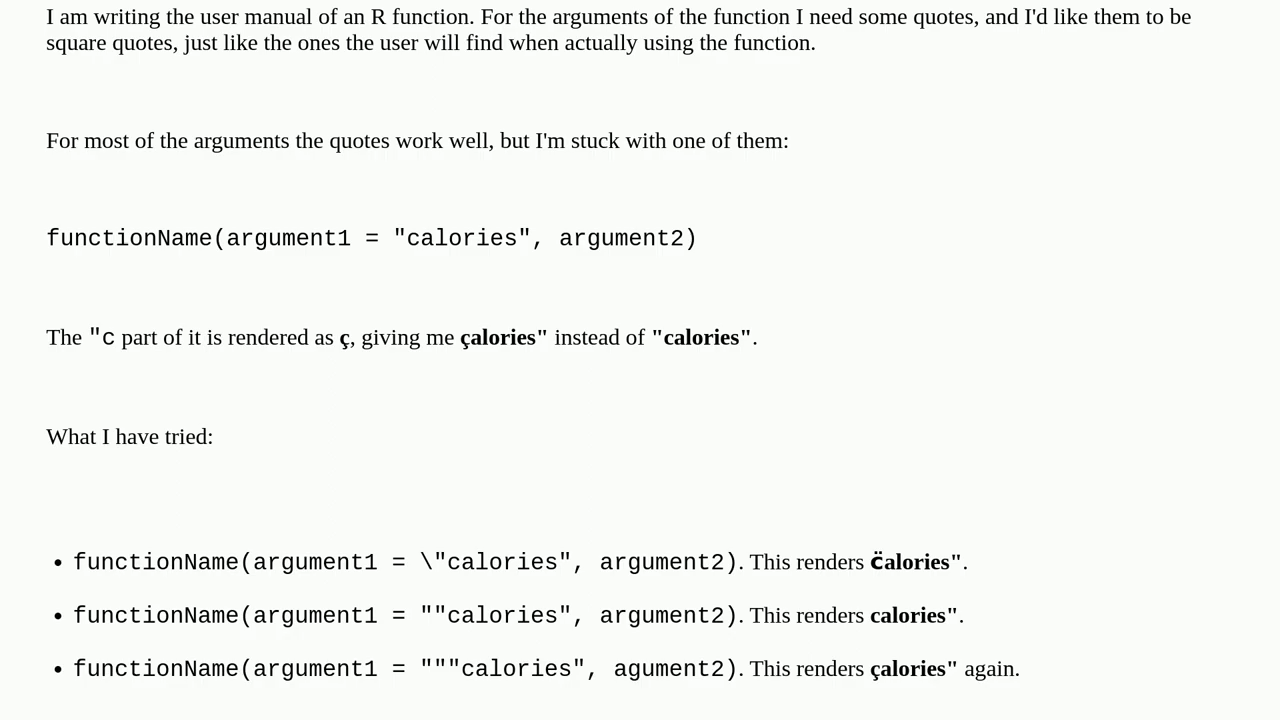 I am writing the user manual of an R function. For the arguments of the function I need some quotes, and I'd like them to be
square quotes, just like the ones the user will find when actually using the function.
For most of the arguments the quotes work well, but I'm stuck with one of them:
functionName(argument1 = "calories", argument2)
The "c part of it is rendered as ç, giving me çalories" instead of "calories".
What I have tried:
• functionName(argument1 = \"calories", argument2). This renders c̈alories".
• functionName(argument1 = ""calories", argument2). This renders calories".
• functionName(argument1 = """calories", agument2). This renders çalories" again.